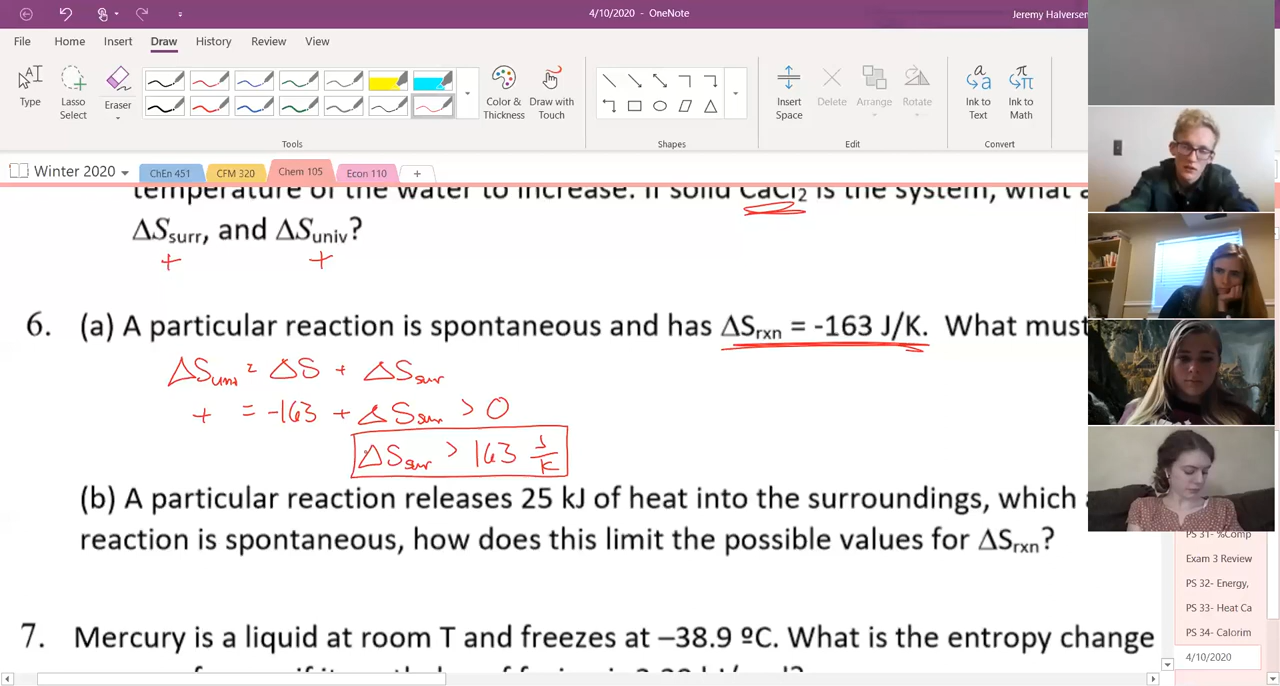 4/10/2020 - OneNote
Jeremy Halversen
File Home Insert Draw History Review View
Type
Lasso Select
Eraser
Color & Thickness
Draw with Touch
Insert Space
Delete
Arrange
Rotate
Ink to Text
Ink to Math
Tools
Shapes
Edit
Convert
Winter 2020
ChEn 451
CFM 320
Chem 105
Econ 110
temperature of the water to increase. If solid CaCl₂ is the system, what a
ΔSsurr, and ΔSuniv?
+ +
6. (a) A particular reaction is spontaneous and has ΔSrxn = -163 J/K. What must
ΔSuni = ΔS + ΔSsur
+ = -163 + ΔSsur > 0
ΔSsur > 163 J/K
(b) A particular reaction releases 25 kJ of heat into the surroundings, which a
reaction is spontaneous, how does this limit the possible values for ΔSrxn?
7. Mercury is a liquid at room T and freezes at –38.9 ºC. What is the entropy change
PS 31- %Comp
Exam 3 Review
PS 32- Energy,
PS 33- Heat Ca
PS 34- Calorim
4/10/2020